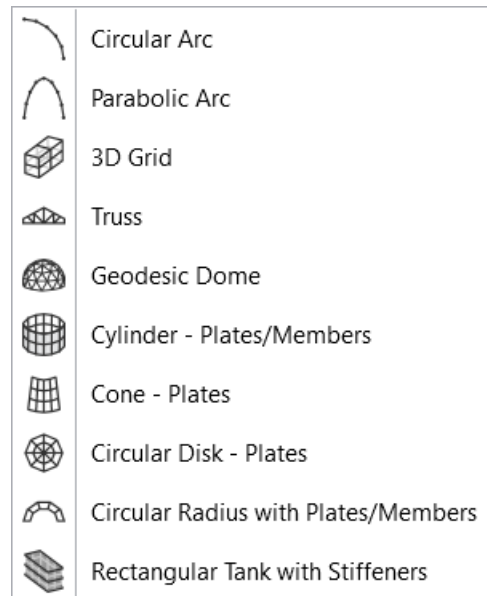 Circular Arc
Parabolic Arc
3D Grid
Truss
Geodesic Dome
Cylinder - Plates/Members
Cone - Plates
Circular Disk - Plates
Circular Radius with Plates/Members
Rectangular Tank with Stiffeners